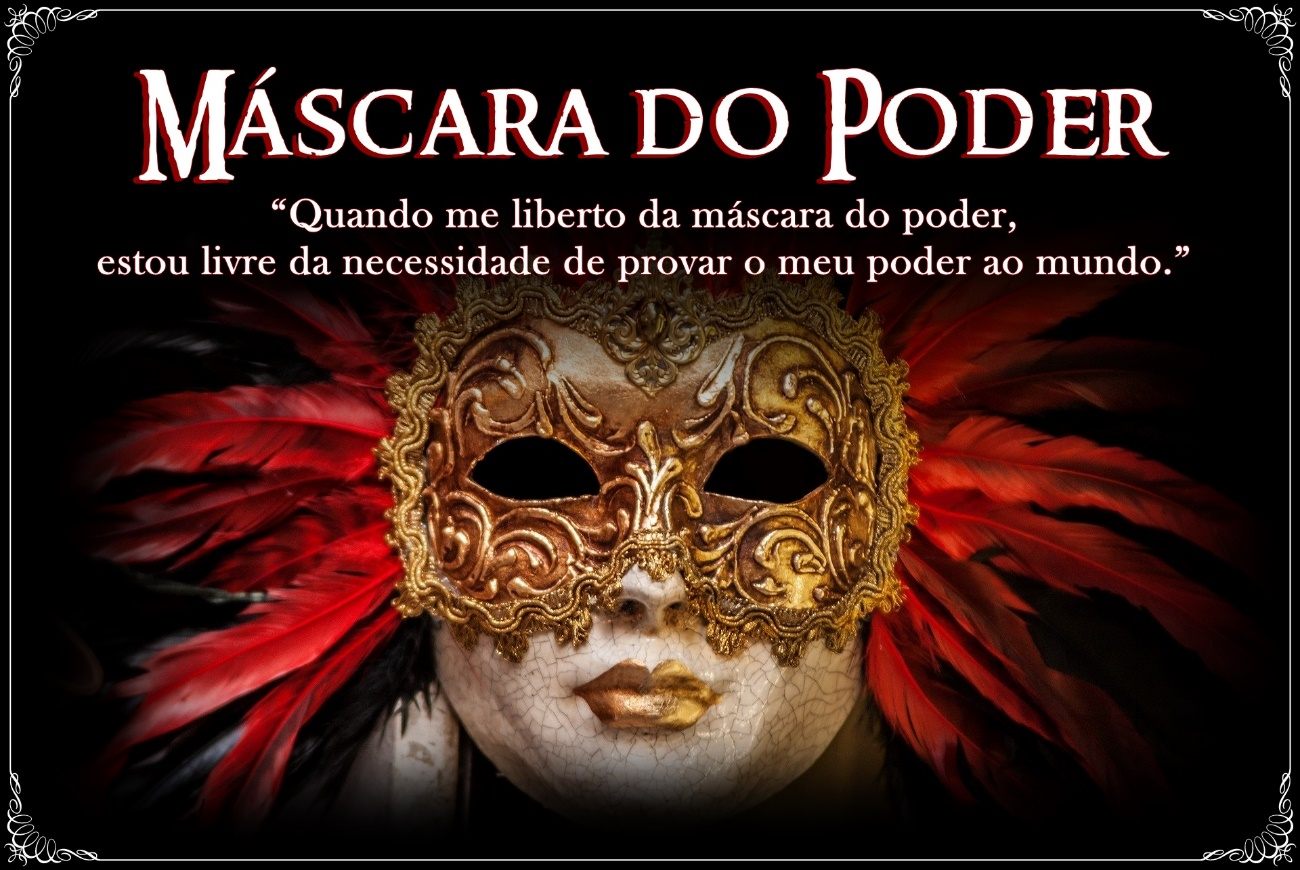 Máscara do Poder
“Quando me liberto da máscara do poder,
estou livre da necessidade de provar o meu poder ao mundo.”